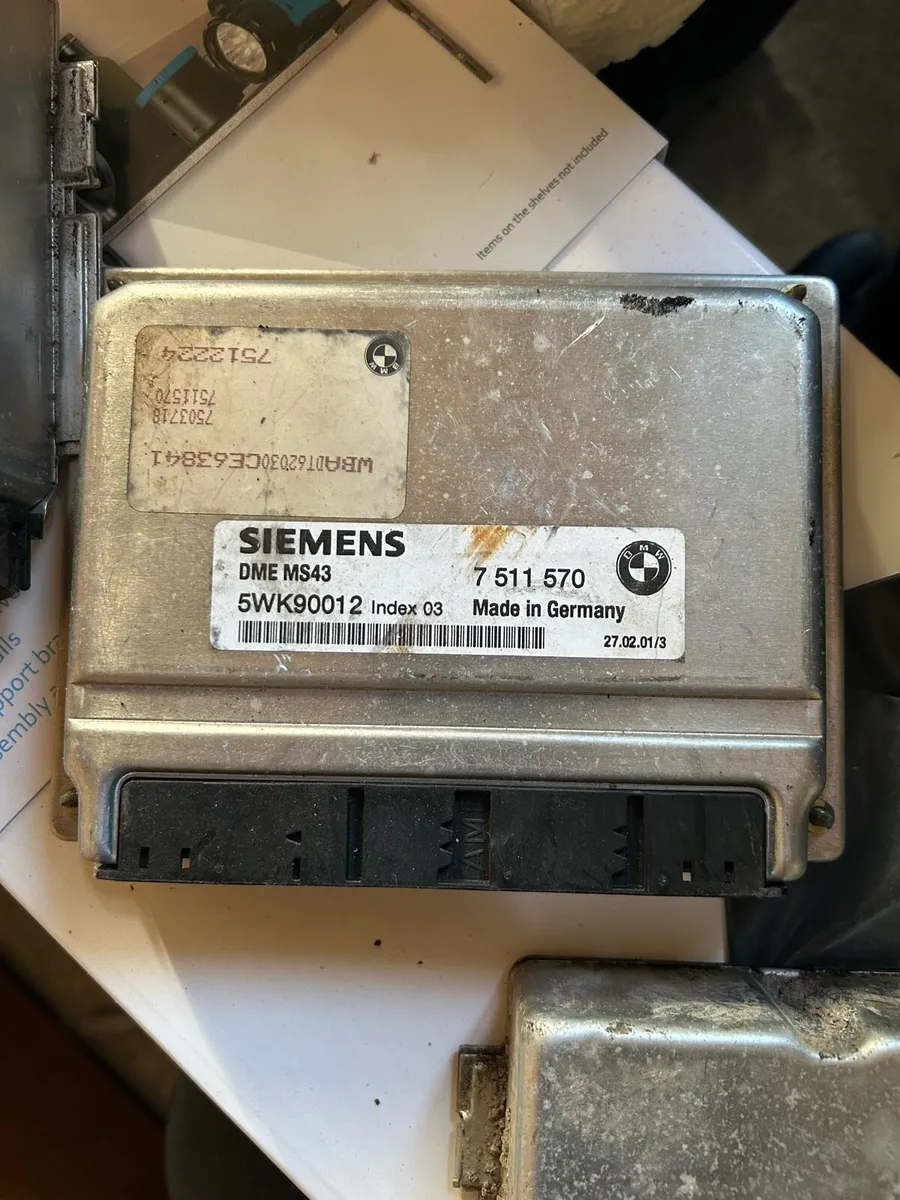 Items on the shelves not included
7512224
7511570
7503718
WBADT62030CE63841
BMW
SIEMENS
DME MS43
7 511 570
BMW
5WK90012 Index 03
Made in Germany
27.02.01/3
AMP